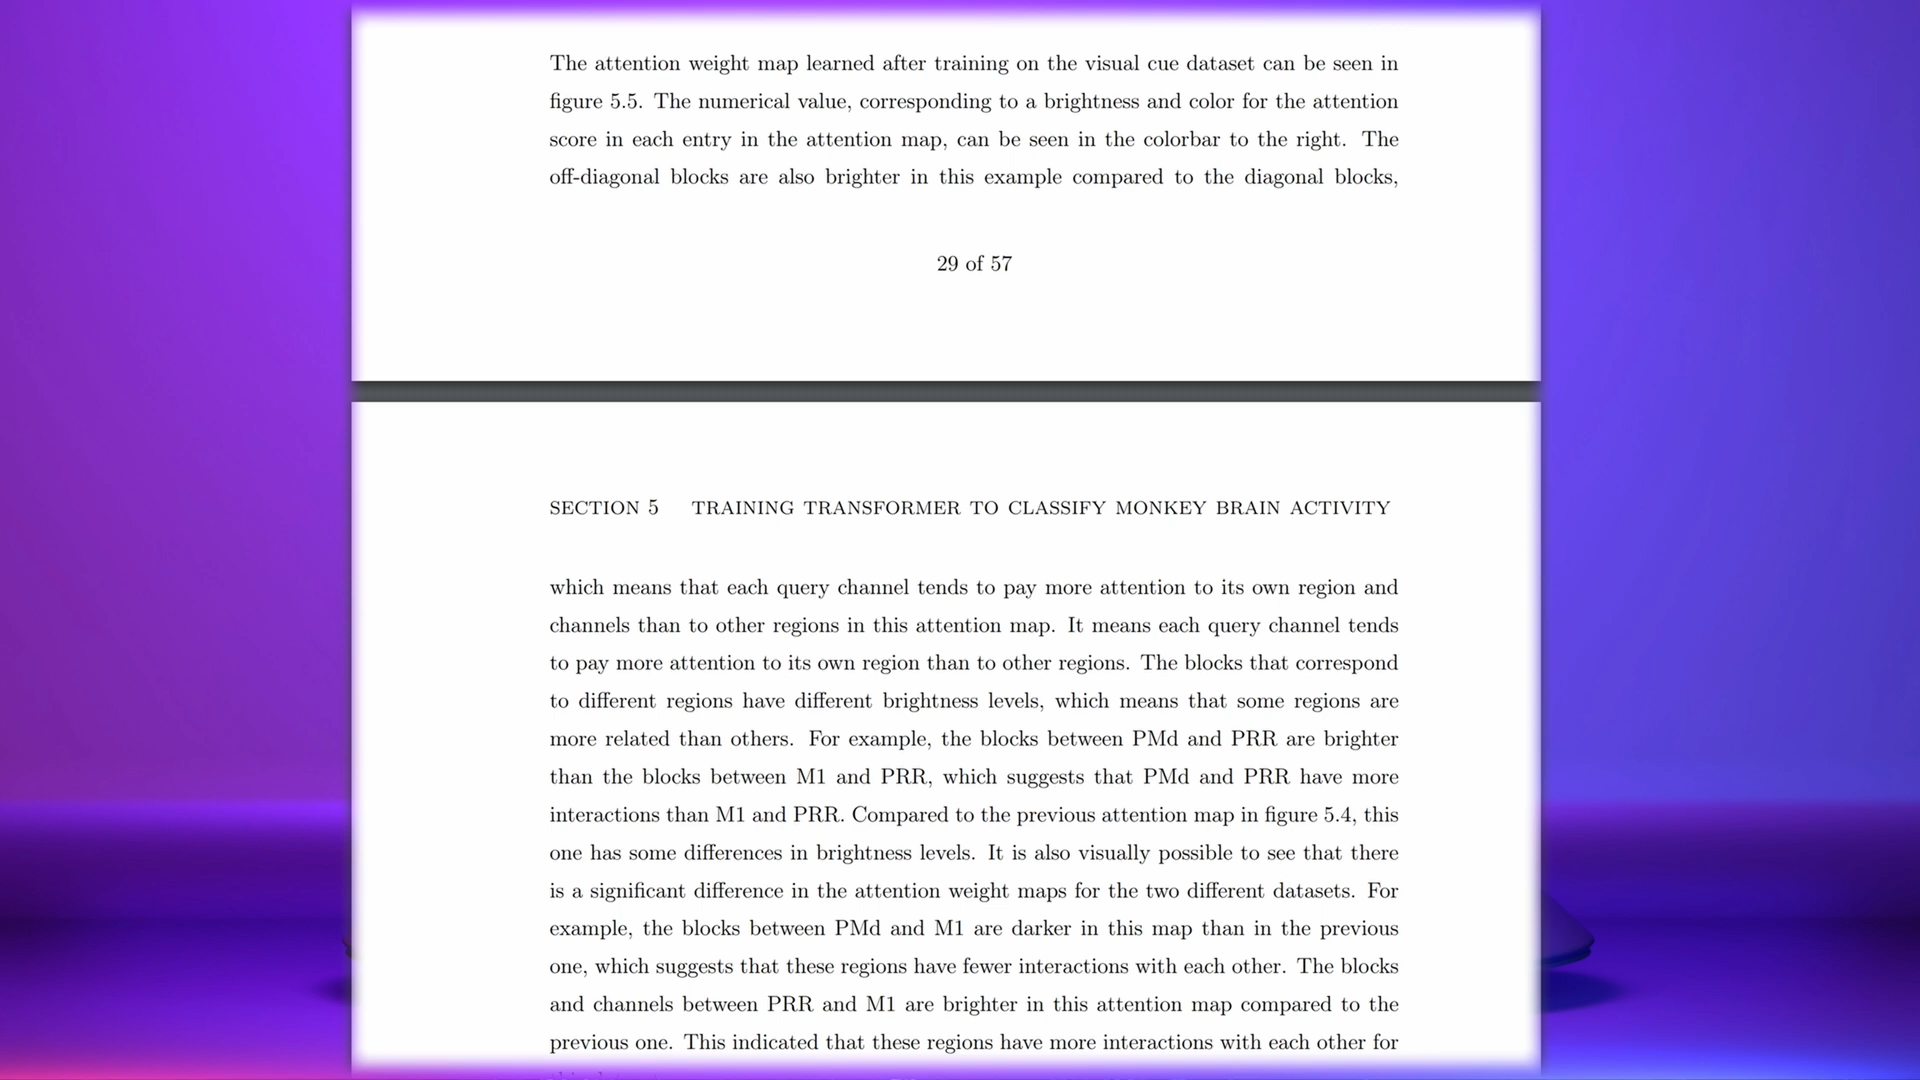 The attention weight map learned after training on the visual cue dataset can be seen in
figure 5.5. The numerical value, corresponding to a brightness and color for the attention
score in each entry in the attention map, can be seen in the colorbar to the right. The
off-diagonal blocks are also brighter in this example compared to the diagonal blocks,
29 of 57
SECTION 5 TRAINING TRANSFORMER TO CLASSIFY MONKEY BRAIN ACTIVITY
which means that each query channel tends to pay more attention to its own region and
channels than to other regions in this attention map. It means each query channel tends
to pay more attention to its own region than to other regions. The blocks that correspond
to different regions have different brightness levels, which means that some regions are
more related than others. For example, the blocks between PMd and PRR are brighter
than the blocks between M1 and PRR, which suggests that PMd and PRR have more
interactions than M1 and PRR. Compared to the previous attention map in figure 5.4, this
one has some differences in brightness levels. It is also visually possible to see that there
is a significant difference in the attention weight maps for the two different datasets. For
example, the blocks between PMd and M1 are darker in this map than in the previous
one, which suggests that these regions have fewer interactions with each other. The blocks
and channels between PRR and M1 are brighter in this attention map compared to the
previous one. This indicated that these regions have more interactions with each other for